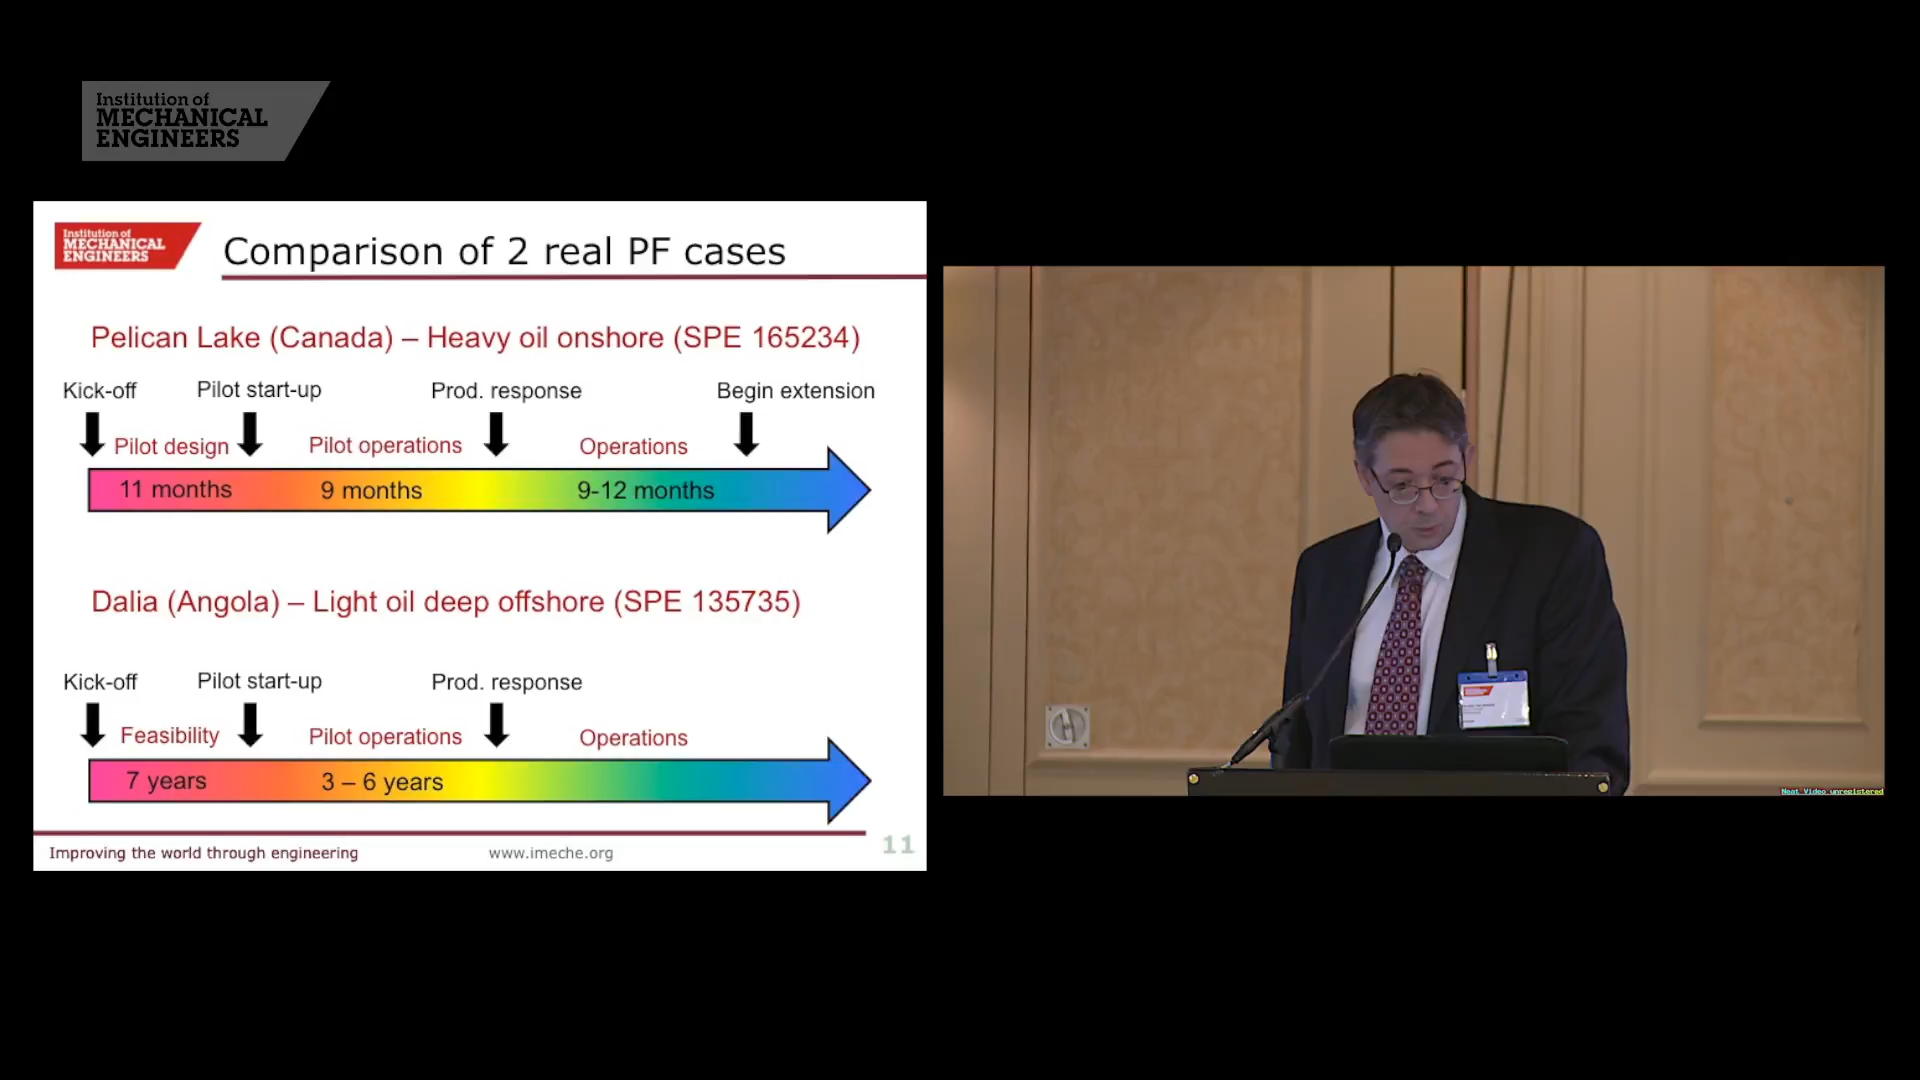 Institution of
MECHANICAL
ENGINEERS
Institution of
MECHANICAL
ENGINEERS
Comparison of 2 real PF cases
Pelican Lake (Canada) – Heavy oil onshore (SPE 165234)
Kick-off Pilot start-up Prod. response Begin extension
Pilot design Pilot operations Operations
11 months 9 months 9-12 months
Dalia (Angola) – Light oil deep offshore (SPE 135735)
Kick-off Pilot start-up Prod. response
Feasibility Pilot operations Operations
7 years 3 – 6 years
Improving the world through engineering www.imeche.org 11
Neat Video unregistered